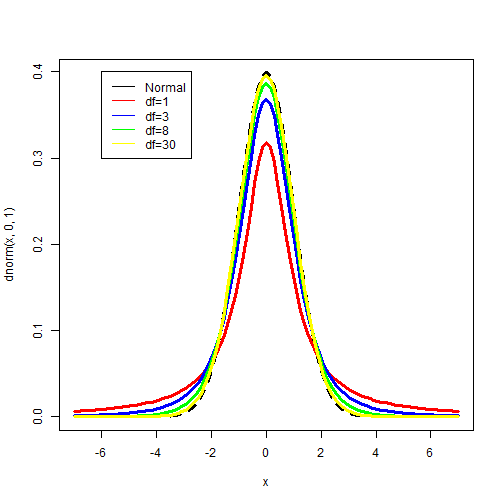 Normal
df=1
df=3
df=8
df=30
0.4
0.3
0.2
0.1
0.0
dnorm(x, 0, 1)
-6 -4 -2 0 2 4 6
x